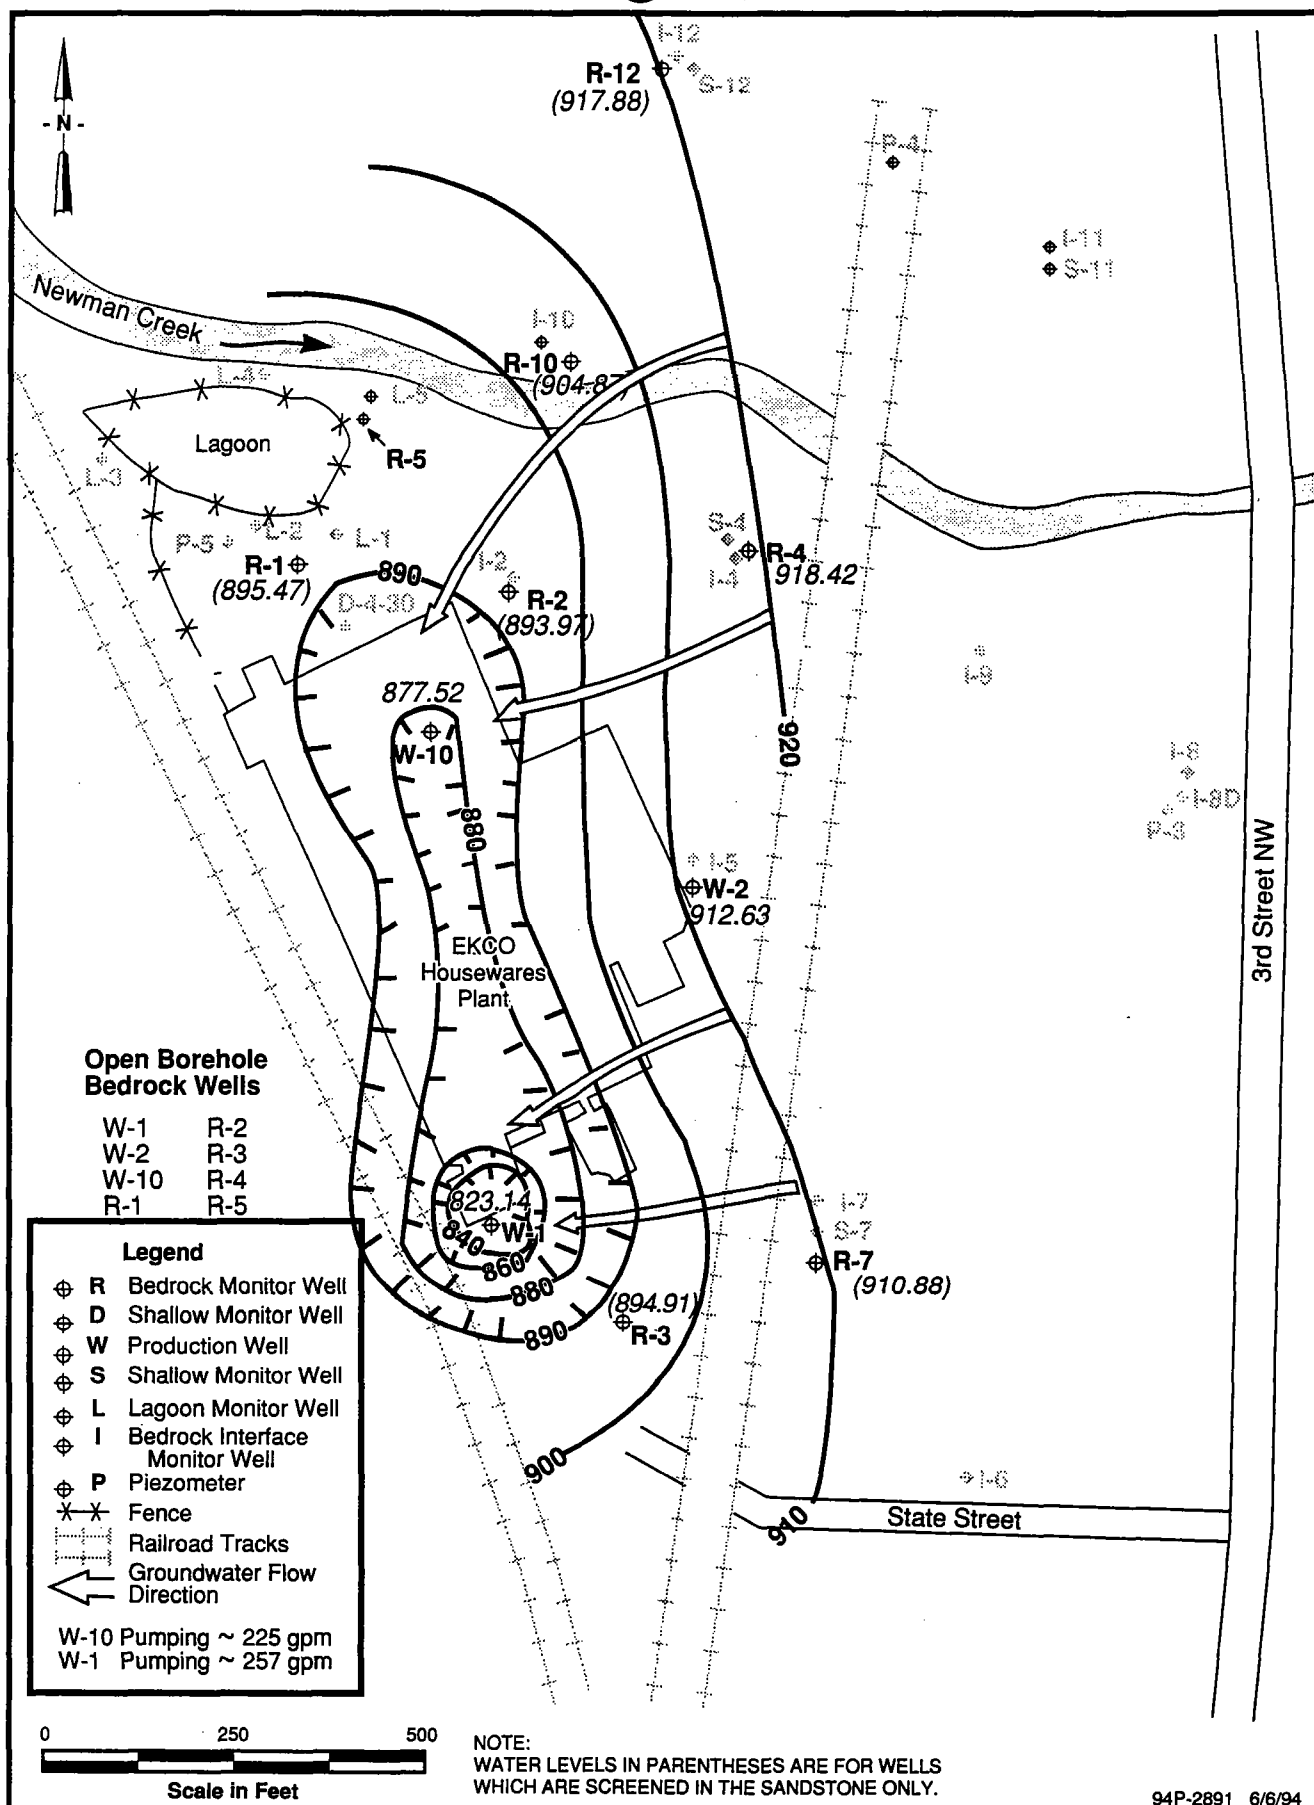 I-12
R-12
S-12
(917.88)
- N -
P-4
I-11
S-11
Newman Creek
I-10
R-10
(904.87)
L-4
L-5
Lagoon
R-5
L-3
L-2
L-1
P-5
R-1
(895.47)
890
D-4-30
I-2
R-2
(893.97)
S-4
R-4
I-4
918.42
I-9
877.52
W-10
920
880
I-8
I-8D
P-3
I-5
W-2
912.63
3rd Street NW
EKCO
Housewares
Plant
Open Borehole
Bedrock Wells
W-1 R-2
W-2 R-3
W-10 R-4
R-1 R-5
823.14
W-1
840
860
880
890
I-7
S-7
R-7
(910.88)
(894.91)
R-3
900
910
I-6
State Street
Legend
R Bedrock Monitor Well
D Shallow Monitor Well
W Production Well
S Shallow Monitor Well
L Lagoon Monitor Well
I Bedrock Interface
Monitor Well
P Piezometer
Fence
Railroad Tracks
Groundwater Flow
Direction
W-10 Pumping ~ 225 gpm
W-1 Pumping ~ 257 gpm
0 250 500
Scale in Feet
NOTE:
WATER LEVELS IN PARENTHESES ARE FOR WELLS
WHICH ARE SCREENED IN THE SANDSTONE ONLY.
94P-2891 6/6/94